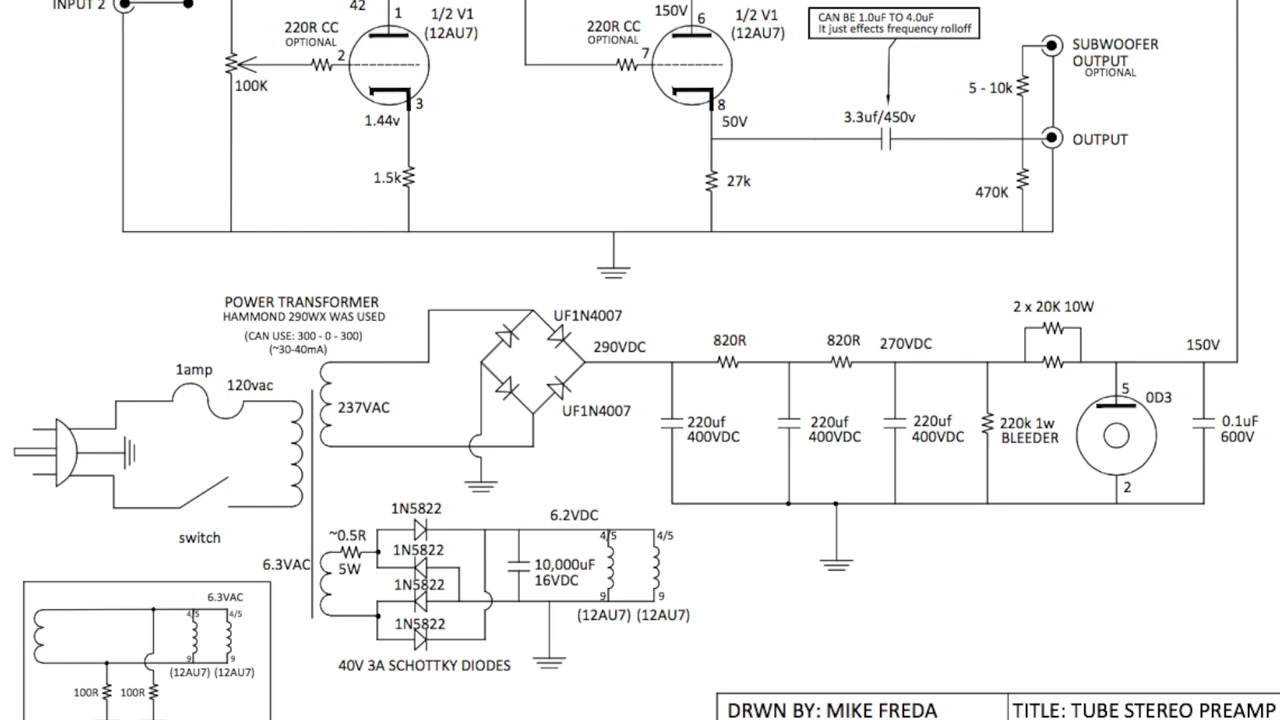 INPUT 2
42
1
1/2 V1
(12AU7)
220R CC
OPTIONAL
2
100K
3
1.44v
1.5k
150V
6
1/2 V1
(12AU7)
220R CC
OPTIONAL
7
8
50V
27k
CAN BE 1.0uF TO 4.0uF
It just effects frequency rolloff
3.3uf/450v
SUBWOOFER
OUTPUT
OPTIONAL
5 - 10k
OUTPUT
470K
POWER TRANSFORMER
HAMMOND 290WX WAS USED
(CAN USE: 300 - 0 - 300)
(~30-40mA)
1amp
120vac
237VAC
switch
UF1N4007
UF1N4007
290VDC
820R
820R
270VDC
2 x 20K 10W
150V
220uf
400VDC
220uf
400VDC
220uf
400VDC
220k 1w
BLEEDER
5
0D3
2
0.1uF
600V
6.3VAC
~0.5R
5W
1N5822
1N5822
1N5822
1N5822
40V 3A SCHOTTKY DIODES
6.2VDC
10,000uF
16VDC
4/5
4/5
9
9
(12AU7) (12AU7)
6.3VAC
4/5
4/5
9
9
(12AU7) (12AU7)
100R
100R
DRWN BY: MIKE FREDA
TITLE: TUBE STEREO PREAMP